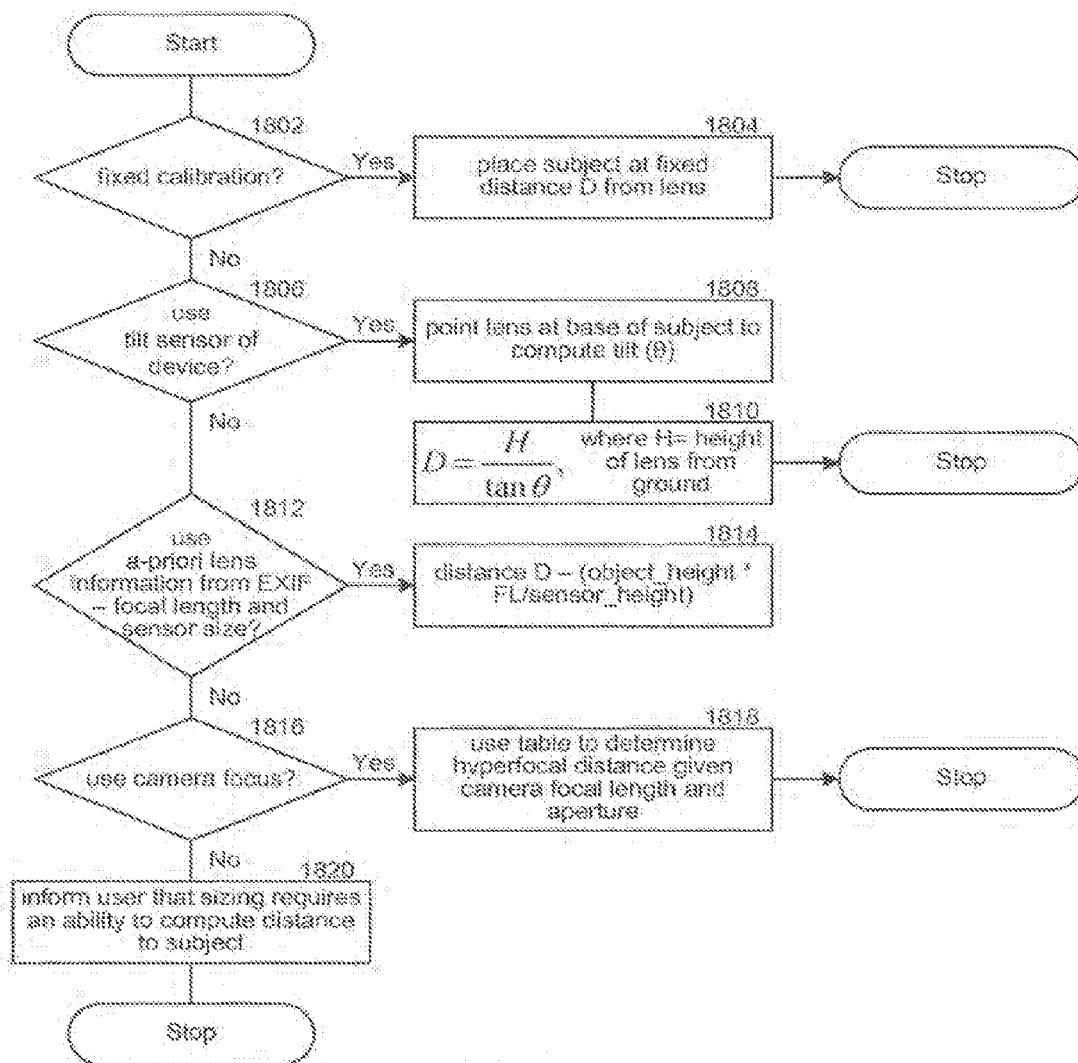 Start
1802
fixed calibration?
Yes
1804
place subject at fixed
distance D from lens
Stop
No
1806
use
tilt sensor of
device?
Yes
1808
point lens at base of subject to
compute tilt (θ)
1810
D = H / tan θ, where H= height
of lens from
ground
Stop
No
1812
use
a-priori lens
information from EXIF
– focal length and
sensor size?
Yes
1814
distance D – (object_height *
FL/sensor_height)
No
1816
use camera focus?
Yes
1818
use table to determine
hyperfocal distance given
camera focal length and
aperture
Stop
No
1820
inform user that sizing requires
an ability to compute distance
to subject
Stop